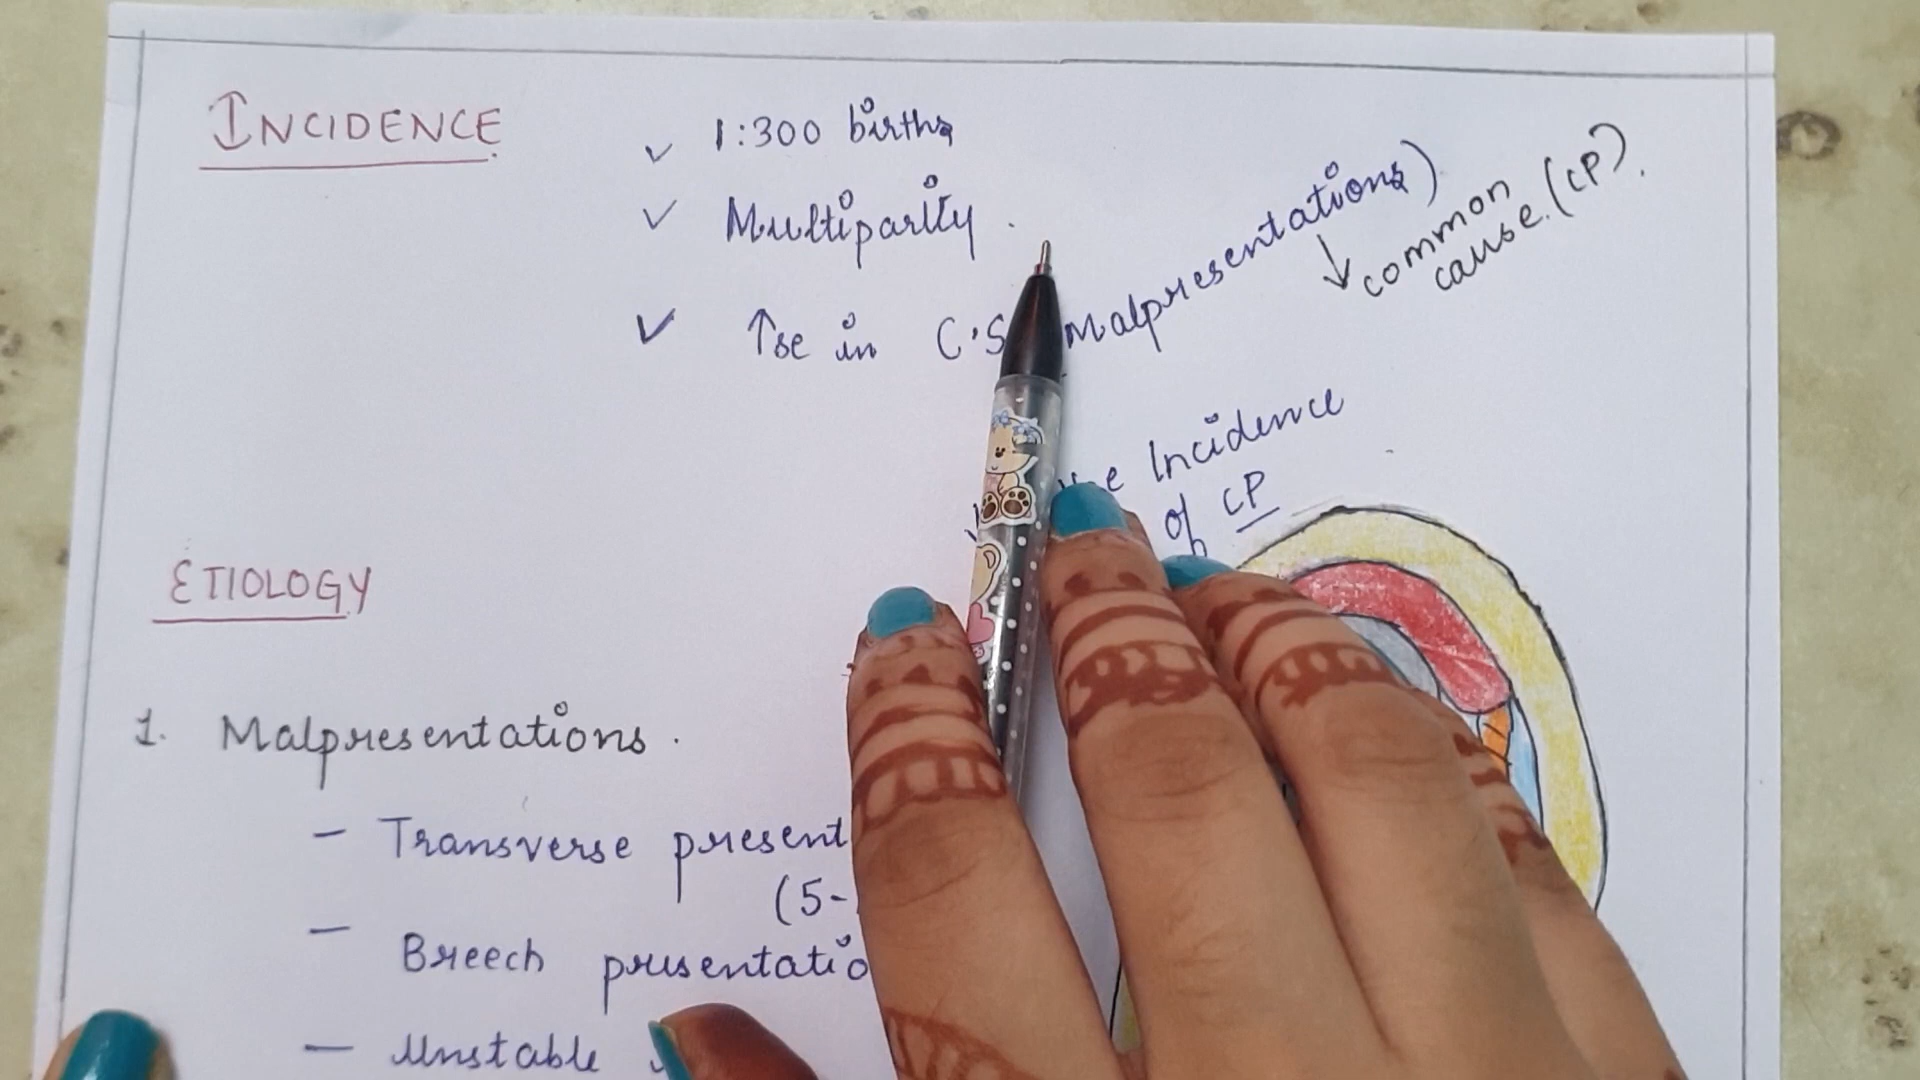 INCIDENCE
✓ 1:300 births
✓ Multiparity.
✓ ↑se in C.S Malpresentations)
↓ common cause. (CP).
Incidence
of CP
ETIOLOGY
1. Malpresentations.
- Transverse present
(5-
- Breech presentatio
- Unstable